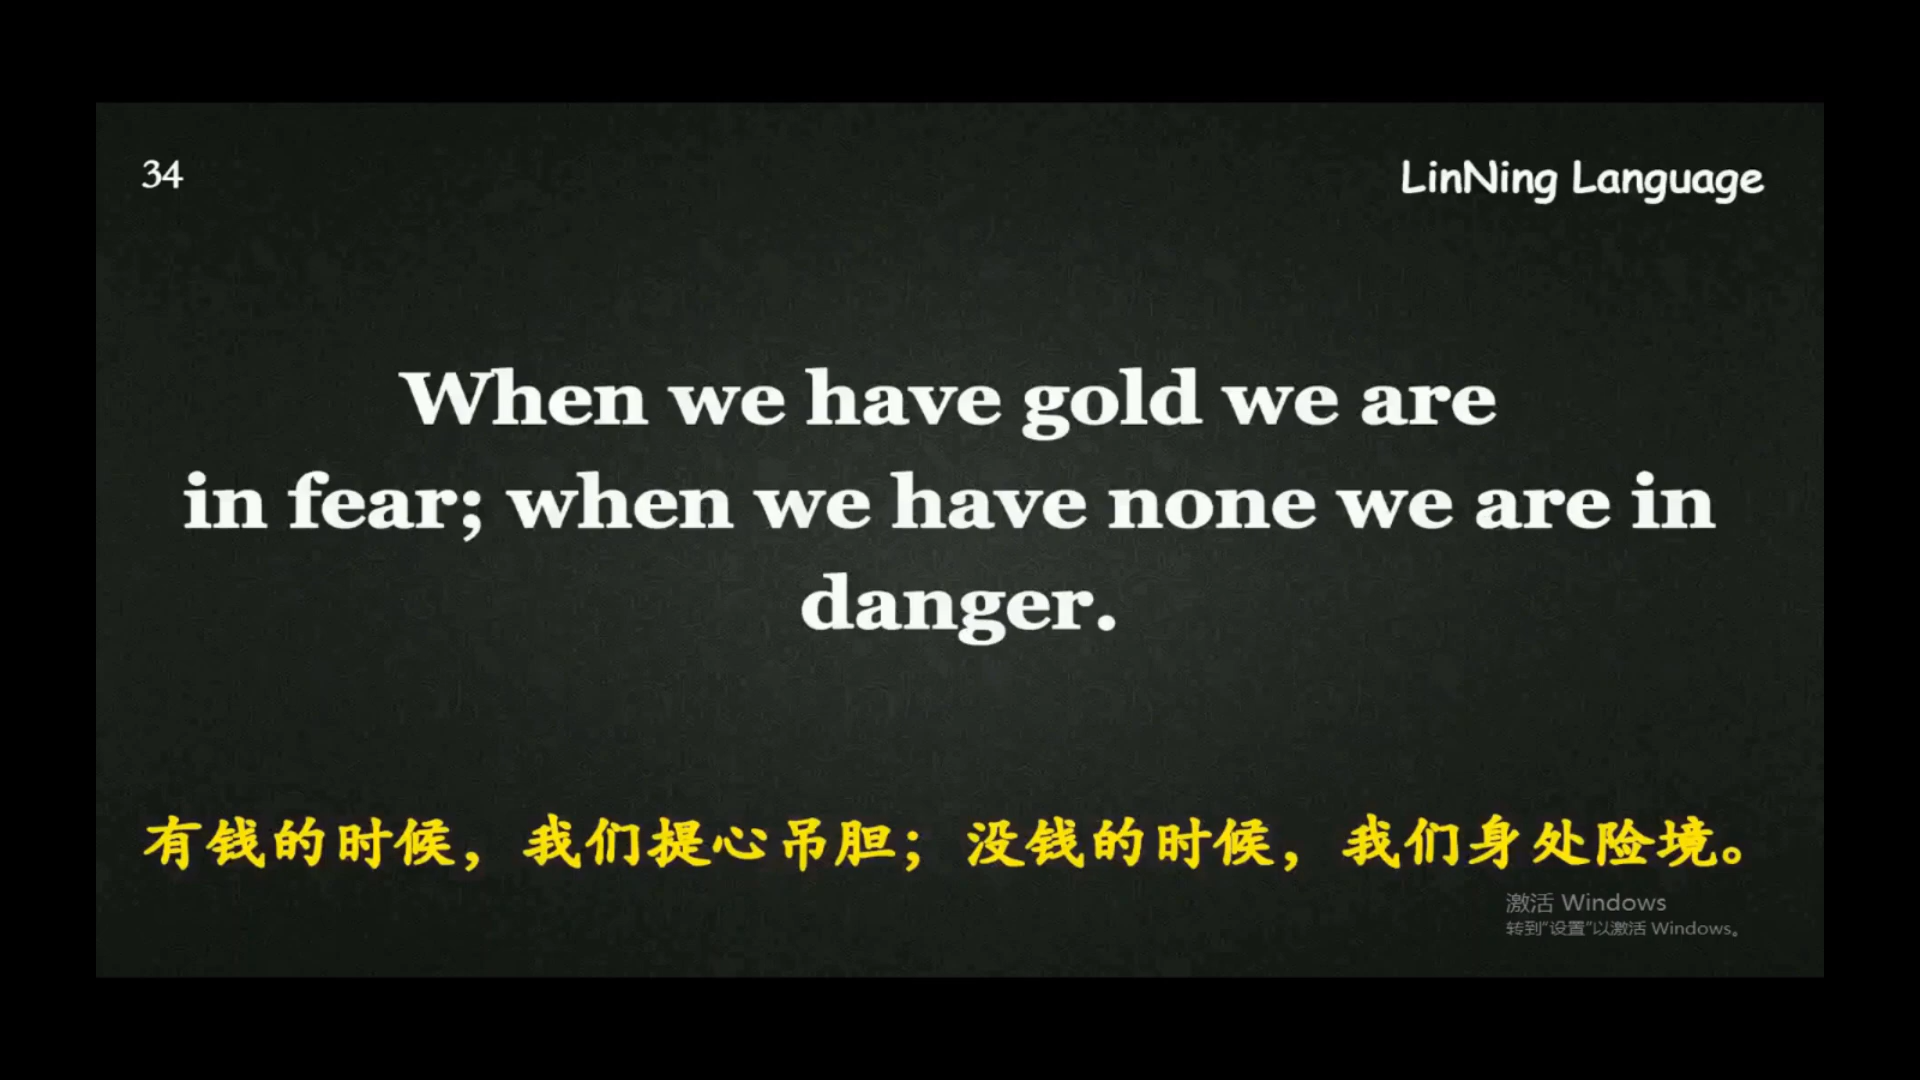 34
LinNing Language
When we have gold we are
in fear; when we have none we are in
danger.
有钱的时候，我们提心吊胆；没钱的时候，我们身处险境。
激活 Windows
转到“设置”以激活 Windows。